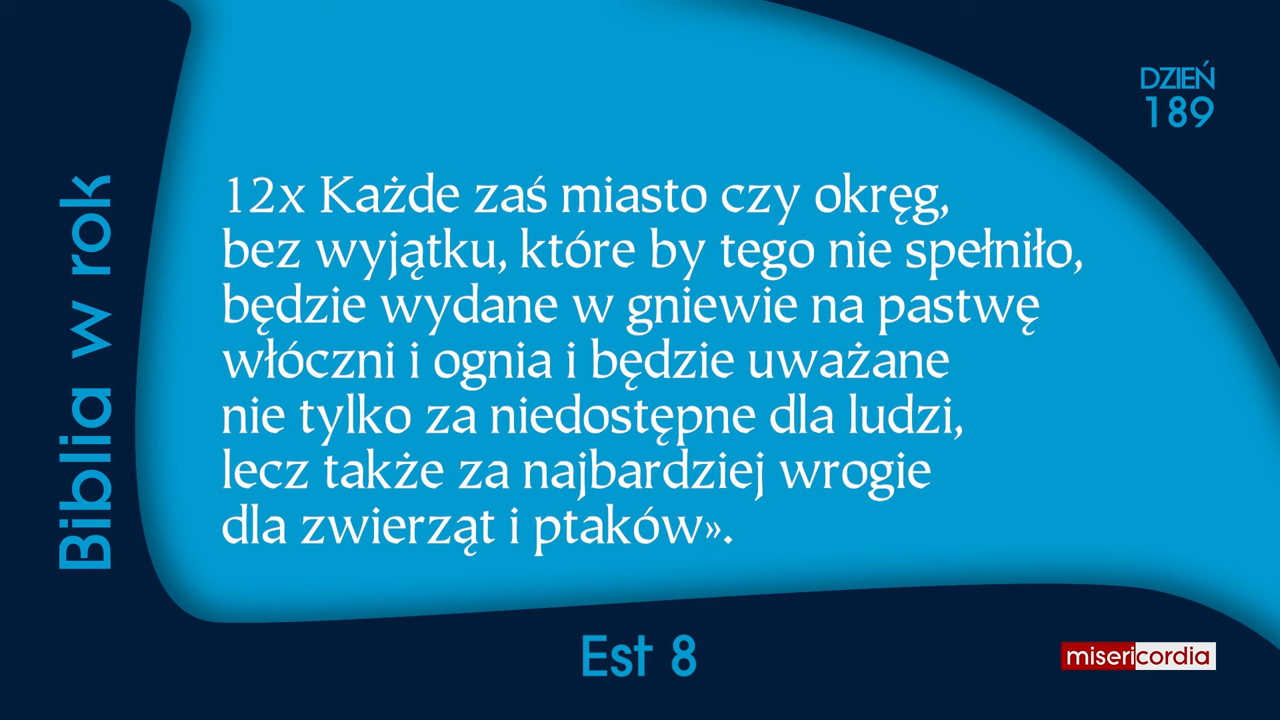 DZIEŃ
189
Biblia w rok
12x Każde zaś miasto czy okręg,
bez wyjątku, które by tego nie spełniło,
będzie wydane w gniewie na pastwę
włóczni i ognia i będzie uważane
nie tylko za niedostępne dla ludzi,
lecz także za najbardziej wrogie
dla zwierząt i ptaków».
Est 8
misericordia